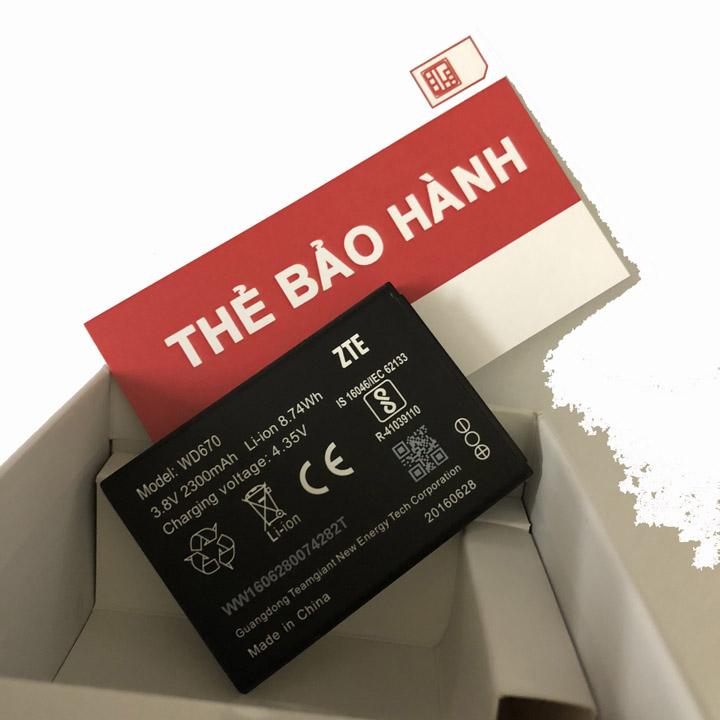 THẺ BẢO HÀNH
ZTE
IS 16046/IEC 62133
R-41039110
Model: WD670
3.8V 2300mAh Li-ion 8.74Wh
Charging voltage: 4.35V
CE
Li-ion
WW1606280074282T
Guangdong Teamgiant New Energy Tech Corporation
20160628
Made in China